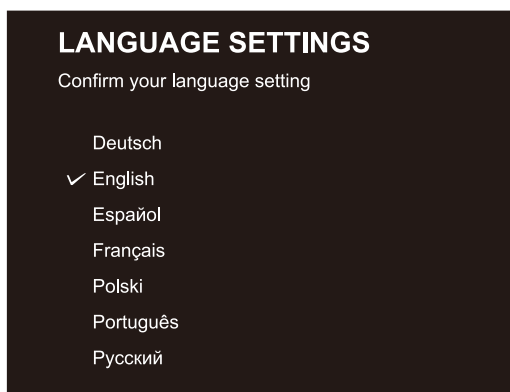 LANGUAGE SETTINGS
Confirm your language setting
Deutsch
✓ English
Espaйol
Français
Polski
Português
Русский